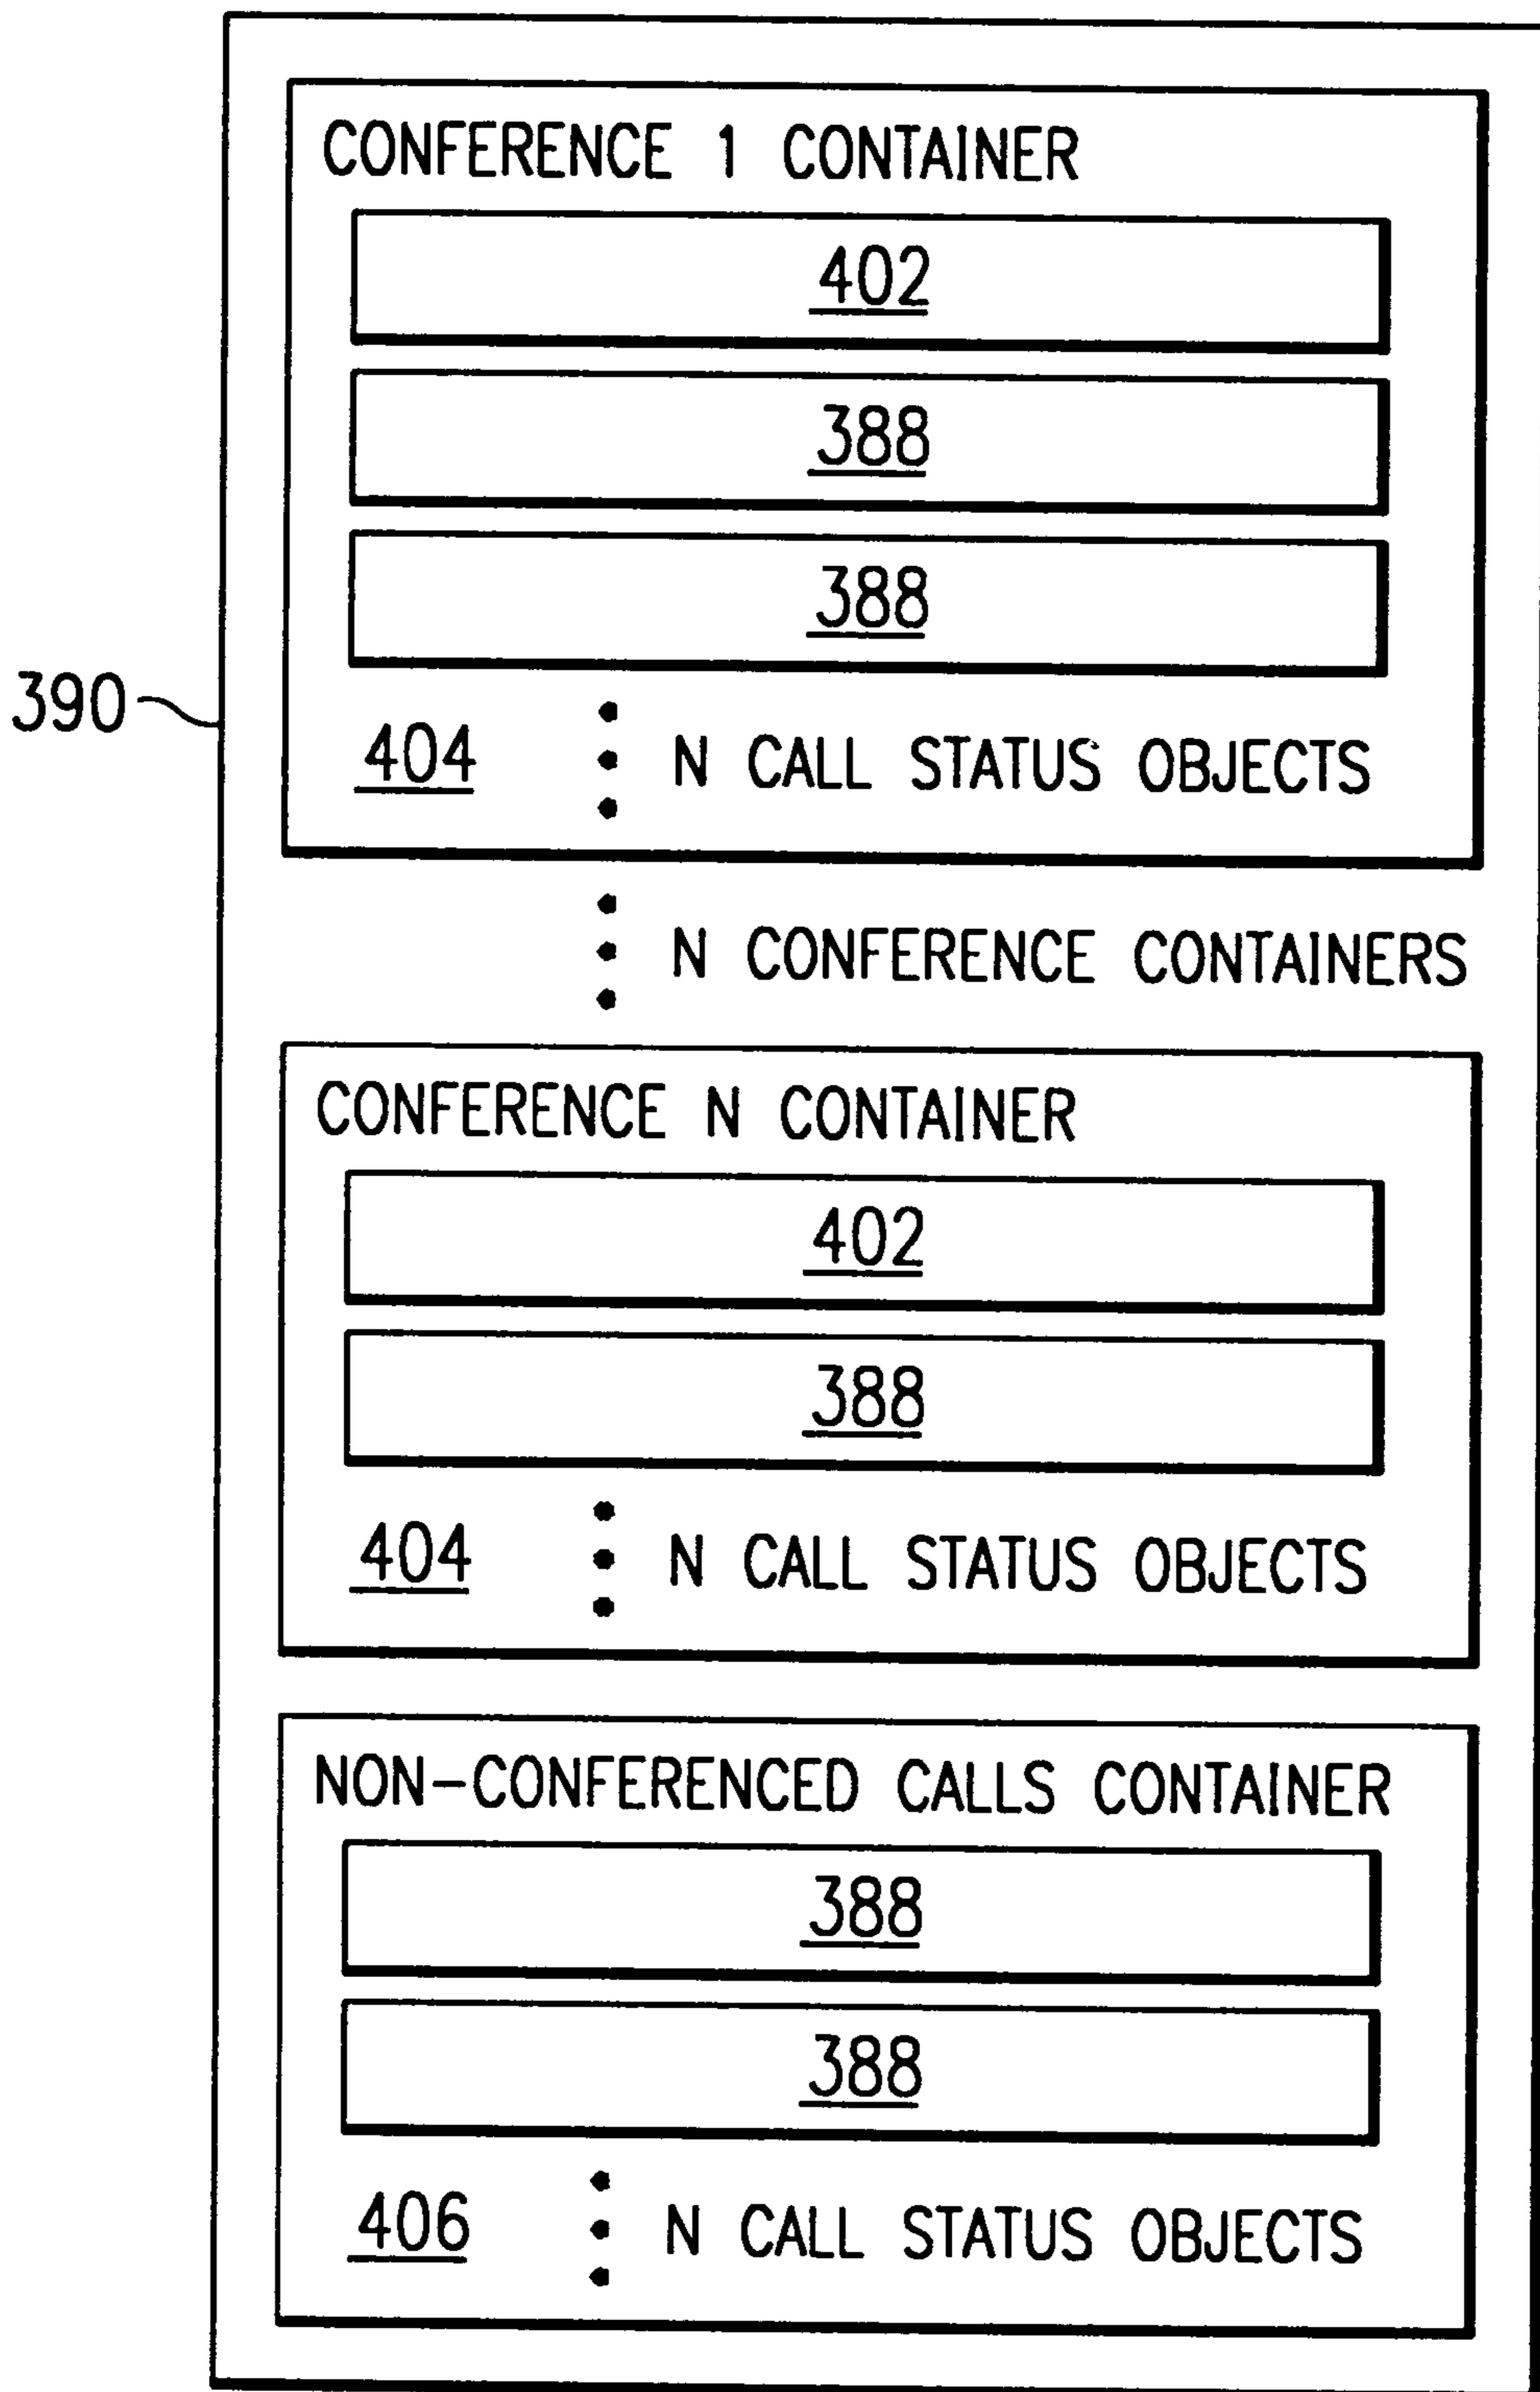 CONFERENCE 1 CONTAINER
402
388
388
390
404 N CALL STATUS OBJECTS
N CONFERENCE CONTAINERS
CONFERENCE N CONTAINER
402
388
404 N CALL STATUS OBJECTS
NON-CONFERENCED CALLS CONTAINER
388
388
406 N CALL STATUS OBJECTS